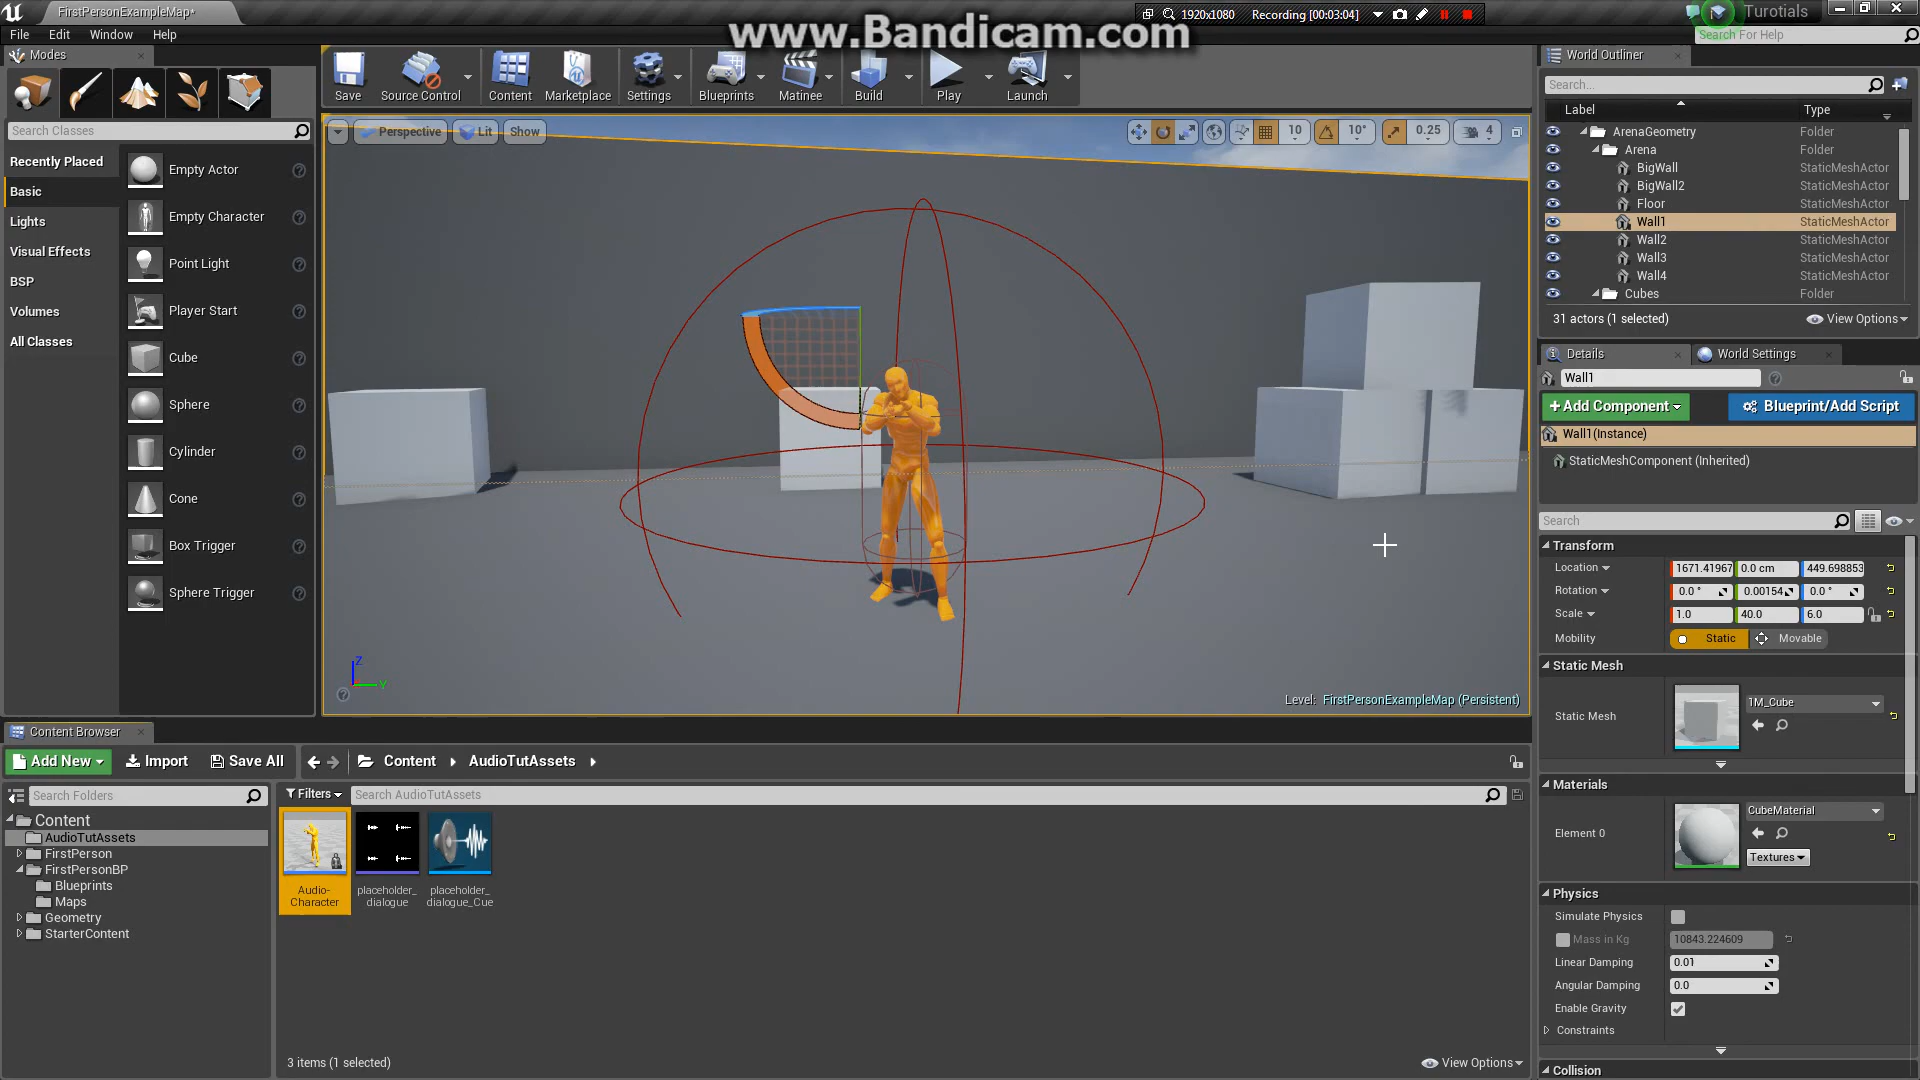 FirstPersonExampleMap*
1920x1080 Recording [00:03:04]
www.Bandicam.com
Turotials
File Edit Window Help
Search For Help
Modes
World Outliner
Save Source Control Content Marketplace Settings Blueprints Matinee Build Play Launch
Search...
Label Type
Search Classes
Perspective Lit Show
10 10° 0.25 4
ArenaGeometry Folder
Arena Folder
BigWall StaticMeshActor
BigWall2 StaticMeshActor
Floor StaticMeshActor
Wall1 StaticMeshActor
Wall2 StaticMeshActor
Wall3 StaticMeshActor
Wall4 StaticMeshActor
Cubes Folder
31 actors (1 selected) View Options
Recently Placed
Basic
Lights
Visual Effects
BSP
Volumes
All Classes
Empty Actor
Empty Character
Point Light
Player Start
Cube
Sphere
Cylinder
Cone
Box Trigger
Sphere Trigger
Z
Y
Level: FirstPersonExampleMap (Persistent)
Details World Settings
Wall1
+Add Component Blueprint/Add Script
Wall1(Instance)
StaticMeshComponent (Inherited)
Search
Transform
Location 1671.41967 0.0 cm 449.698853
Rotation 0.0 ° 0.00154 0.0 °
Scale 1.0 40.0 6.0
Mobility Static Movable
Static Mesh
Static Mesh 1M_Cube
Materials
Element 0 CubeMaterial
Textures
Physics
Simulate Physics
Mass in Kg 10843.224609
Linear Damping 0.01
Angular Damping 0.0
Enable Gravity
Constraints
Collision
Content Browser
Add New Import Save All Content AudioTutAssets
Search Folders
Filters Search AudioTutAssets
Content
AudioTutAssets
FirstPerson
FirstPersonBP
Blueprints
Maps
Geometry
StarterContent
Audio-
Character
placeholder_
dialogue
placeholder_
dialogue_Cue
3 items (1 selected) View Options